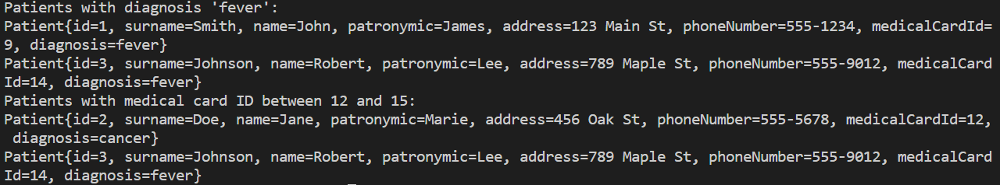 Patients with diagnosis 'fever':
Patient{id=1, surname=Smith, name=John, patronymic=James, address=123 Main St, phoneNumber=555-1234, medicalCardId=
9, diagnosis=fever}
Patient{id=3, surname=Johnson, name=Robert, patronymic=Lee, address=789 Maple St, phoneNumber=555-9012, medicalCard
Id=14, diagnosis=fever}
Patients with medical card ID between 12 and 15:
Patient{id=2, surname=Doe, name=Jane, patronymic=Marie, address=456 Oak St, phoneNumber=555-5678, medicalCardId=12,
 diagnosis=cancer}
Patient{id=3, surname=Johnson, name=Robert, patronymic=Lee, address=789 Maple St, phoneNumber=555-9012, medicalCard
Id=14, diagnosis=fever}